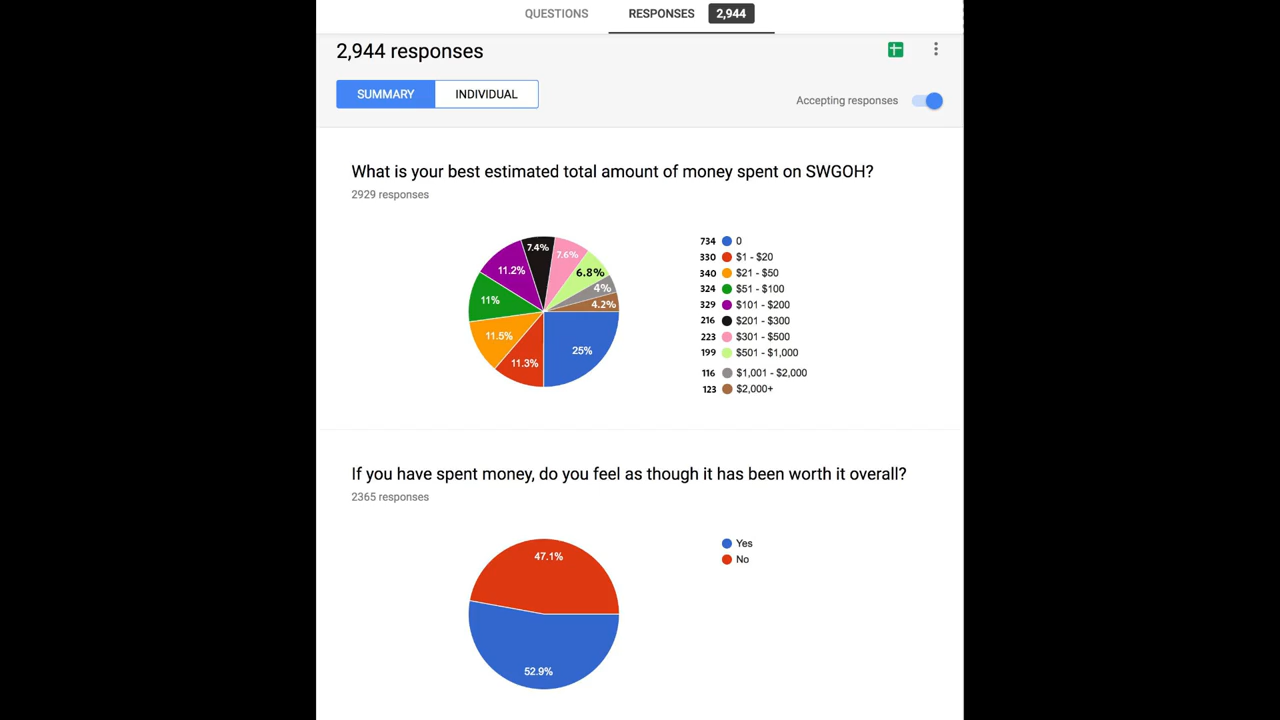 QUESTIONS RESPONSES 2,944
2,944 responses
SUMMARY INDIVIDUAL
Accepting responses
What is your best estimated total amount of money spent on SWGOH?
2929 responses
7.4%
7.6%
11.2%
6.8%
4%
11%
4.2%
11.5%
25%
11.3%
734 0
330 $1 - $20
340 $21 - $50
324 $51 - $100
329 $101 - $200
216 $201 - $300
223 $301 - $500
199 $501 - $1,000
116 $1,001 - $2,000
123 $2,000+
If you have spent money, do you feel as though it has been worth it overall?
2365 responses
47.1%
52.9%
Yes
No